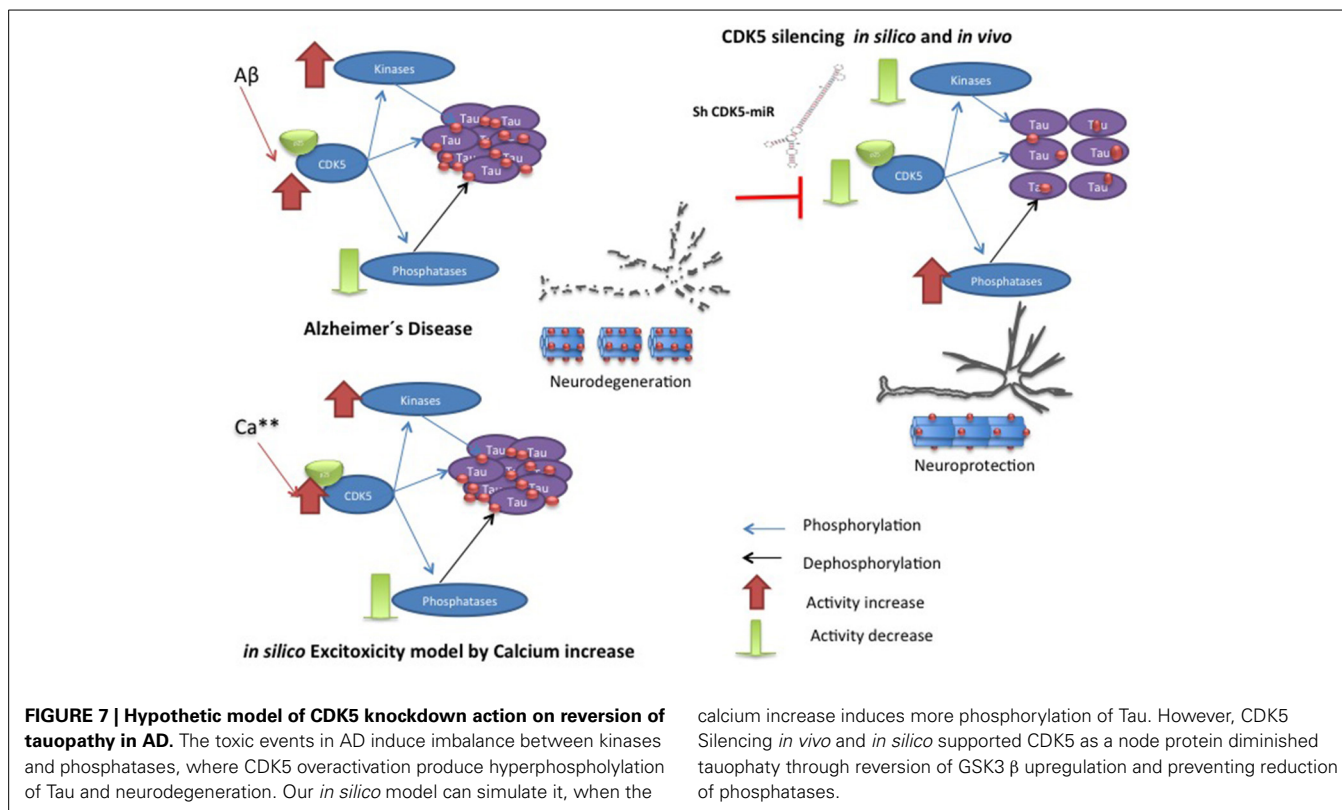 Aβ
Kinases
CDK5
Tau
Tau
Tau
Tau
Tau
Tau
Phosphatases
Alzheimer´s Disease
Ca**
Kinases
CDK5
Tau
Tau
Tau
Tau
Tau
Phosphatases
in silico Excitoxicity model by Calcium increase
Neurodegeneration
CDK5 silencing in silico and in vivo
Sh CDK5-miR
Kinases
CDK5
Tau
Tau
Tau
Tau
Tau
Tau
Phosphatases
Neuroprotection
Phosphorylation
Dephosphorylation
Activity increase
Activity decrease
FIGURE 7 | Hypothetic model of CDK5 knockdown action on reversion of
tauopathy in AD. The toxic events in AD induce imbalance between kinases
and phosphatases, where CDK5 overactivation produce hyperphospholylation
of Tau and neurodegeneration. Our in silico model can simulate it, when the
calcium increase induces more phosphorylation of Tau. However, CDK5
Silencing in vivo and in silico supported CDK5 as a node protein diminished
tauophaty through reversion of GSK3 β upregulation and preventing reduction
of phosphatases.